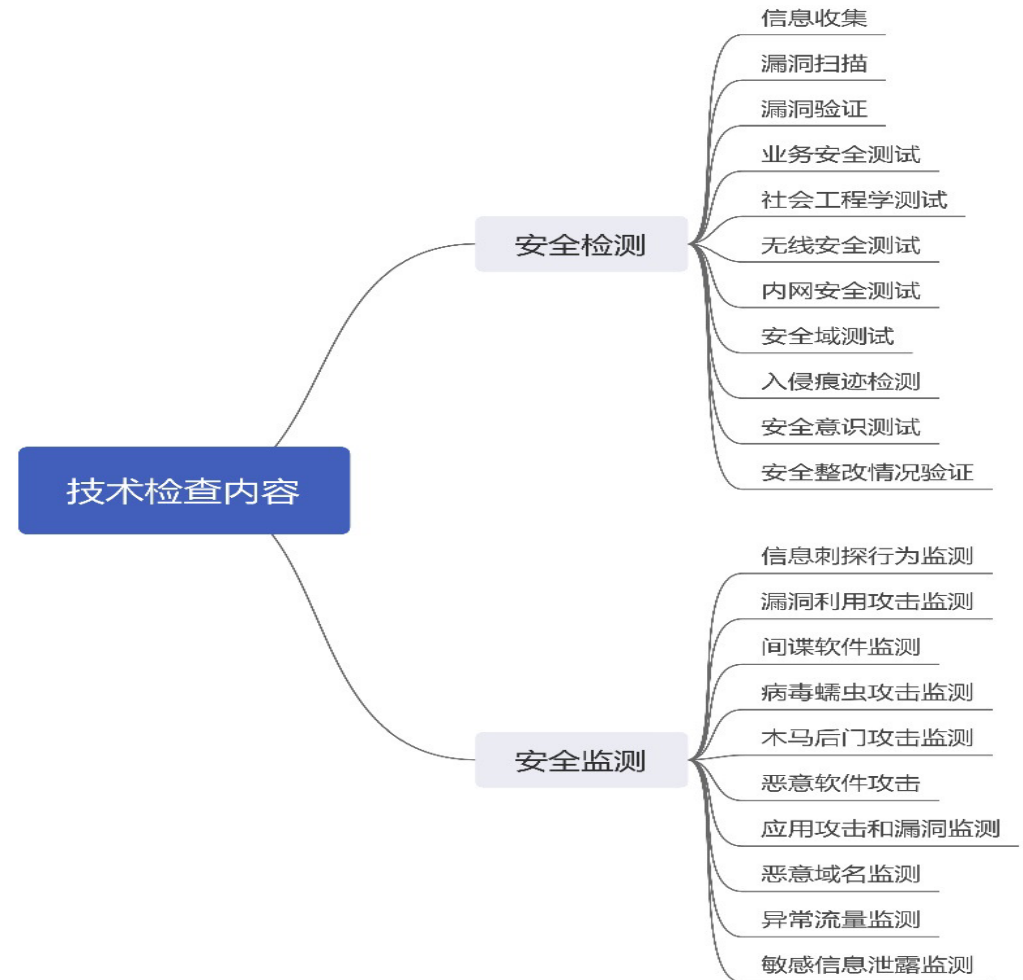 技术检查内容
安全检测
信息收集
漏洞扫描
漏洞验证
业务安全测试
社会工程学测试
无线安全测试
内网安全测试
安全域测试
入侵痕迹检测
安全意识测试
安全整改情况验证
安全监测
信息刺探行为监测
漏洞利用攻击监测
间谍软件监测
病毒蠕虫攻击监测
木马后门攻击监测
恶意软件攻击
应用攻击和漏洞监测
恶意域名监测
异常流量监测
敏感信息泄露监测